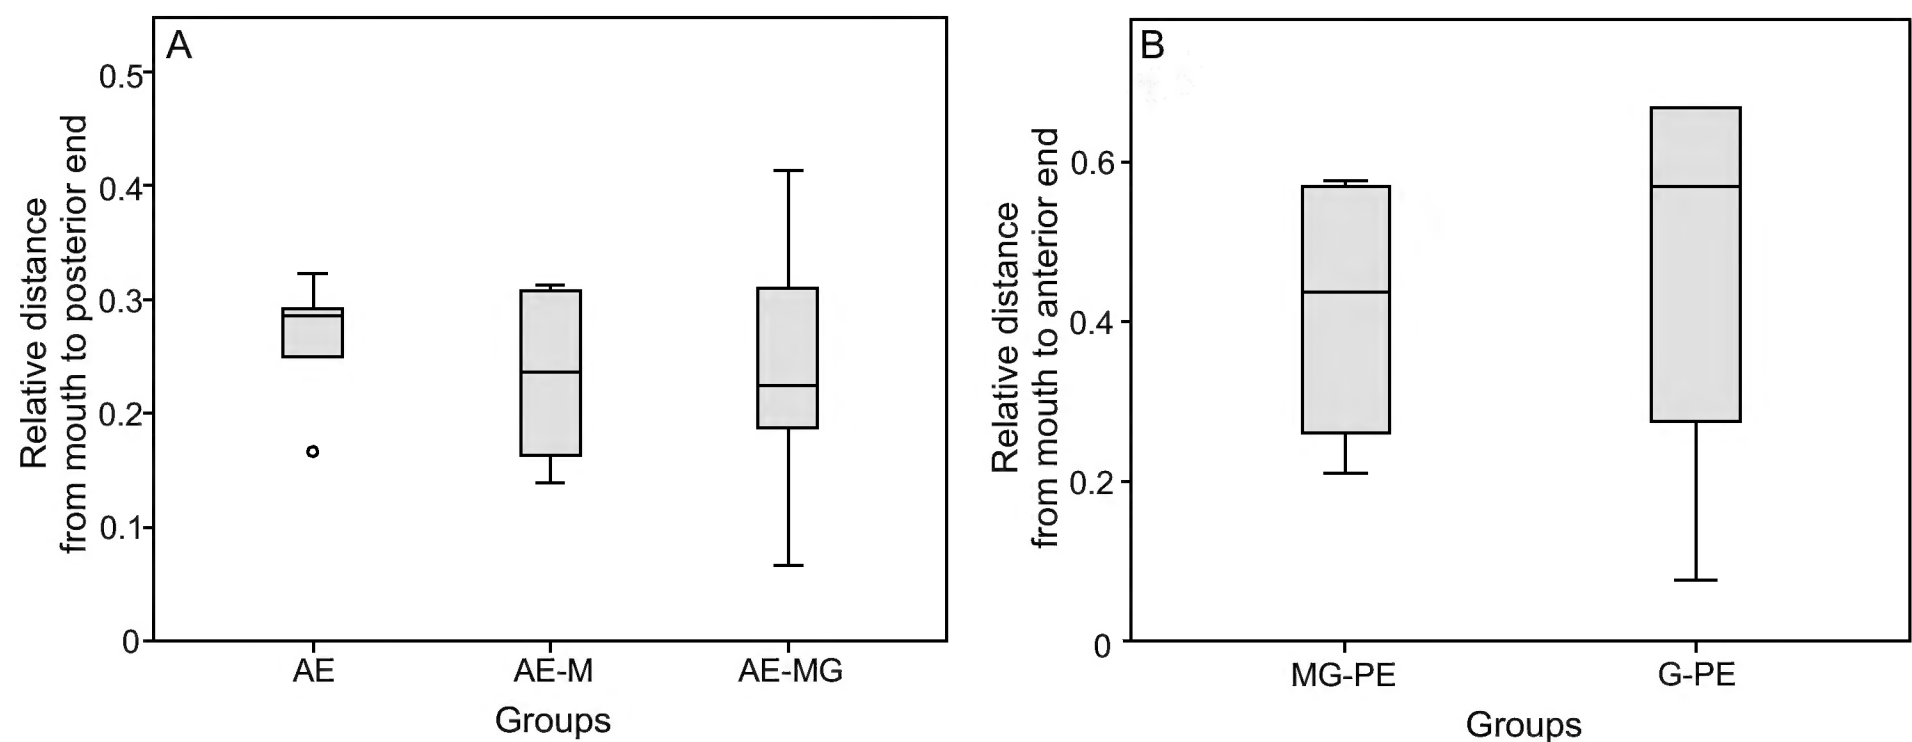 A
Relative distance
from mouth to posterior end
0.5
0.4
0.3
0.2
0.1
0
AE
AE-M
AE-MG
Groups
B
Relative distance
from mouth to anterior end
0.6
0.4
0.2
0
MG-PE
G-PE
Groups